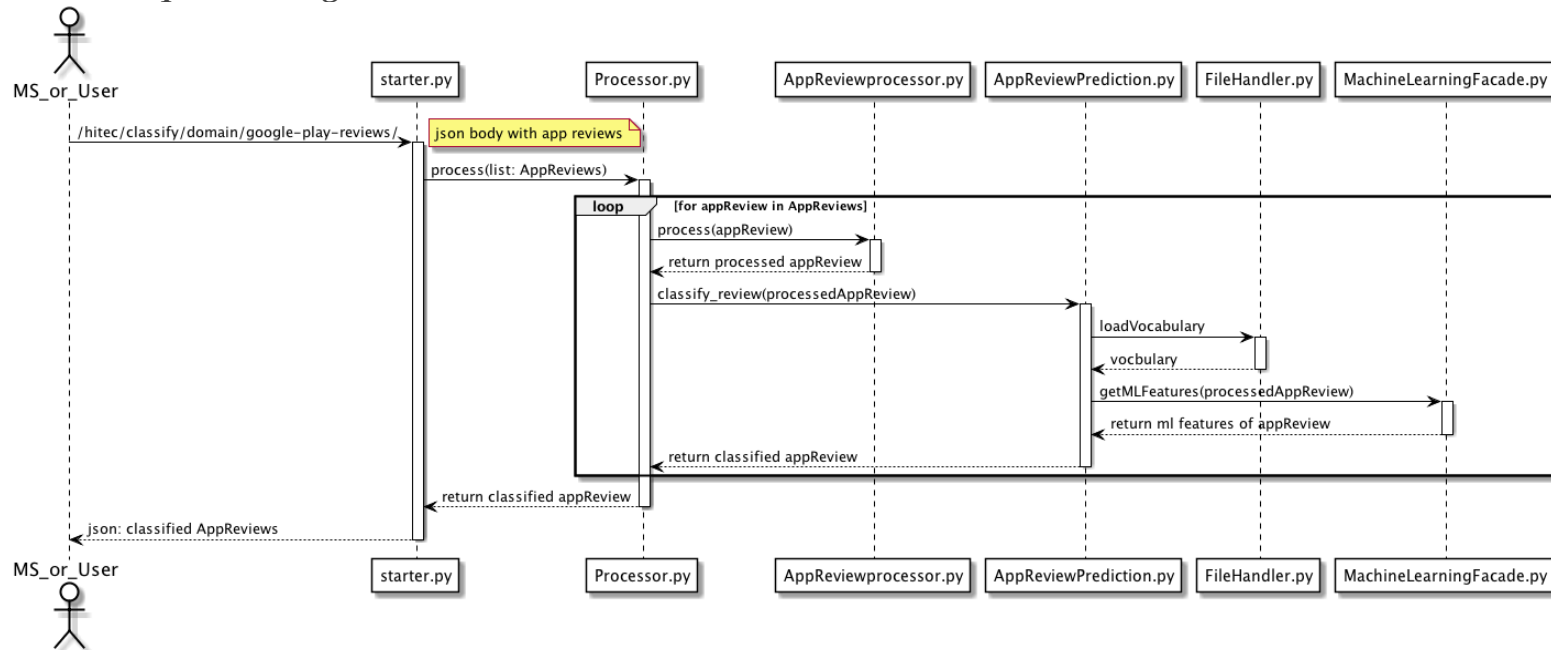 MS_or_User
starter.py
Processor.py
AppReviewprocessor.py
AppReviewPrediction.py
FileHandler.py
MachineLearningFacade.py
/hitec/classify/domain/google-play-reviews/
json body with app reviews
process(list: AppReviews)
loop
[for appReview in AppReviews]
process(appReview)
return processed appReview
classify_review(processedAppReview)
loadVocabulary
vocbulary
getMLFeatures(processedAppReview)
return ml features of appReview
return classified appReview
return classified appReview
json: classified AppReviews
MS_or_User
starter.py
Processor.py
AppReviewprocessor.py
AppReviewPrediction.py
FileHandler.py
MachineLearningFacade.py